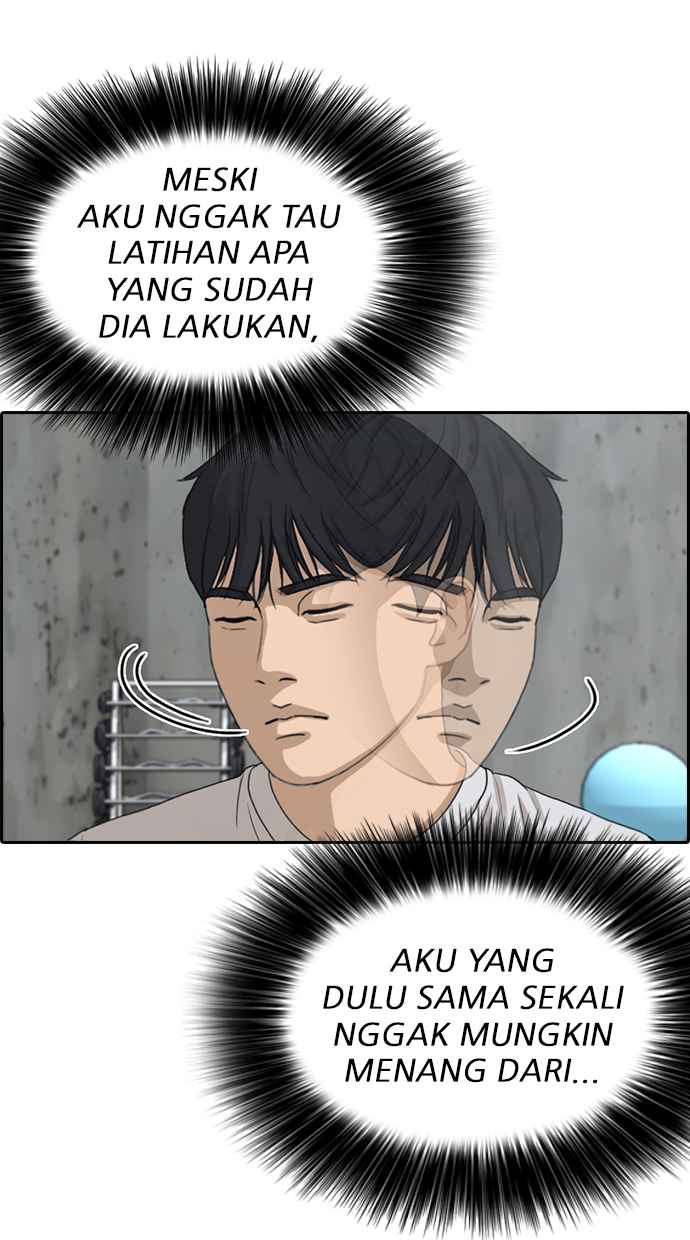 MESKI
AKU NGGAK TAU
LATIHAN APA
YANG SUDAH
DIA LAKUKAN,
AKU YANG
DULU SAMA SEKALI
NGGAK MUNGKIN
MENANG DARI...